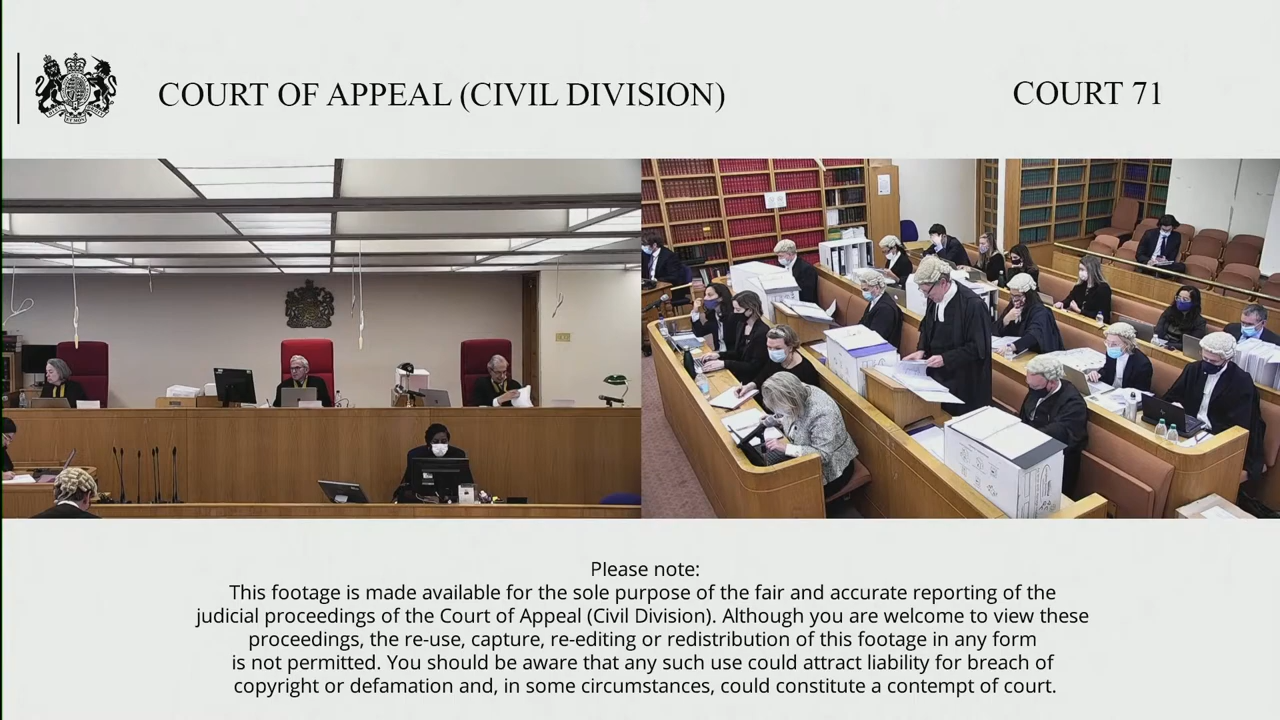 COURT OF APPEAL (CIVIL DIVISION)
COURT 71
Please note:
This footage is made available for the sole purpose of the fair and accurate reporting of the
judicial proceedings of the Court of Appeal (Civil Division). Although you are welcome to view these
proceedings, the re-use, capture, re-editing or redistribution of this footage in any form
is not permitted. You should be aware that any such use could attract liability for breach of
copyright or defamation and, in some circumstances, could constitute a contempt of court.